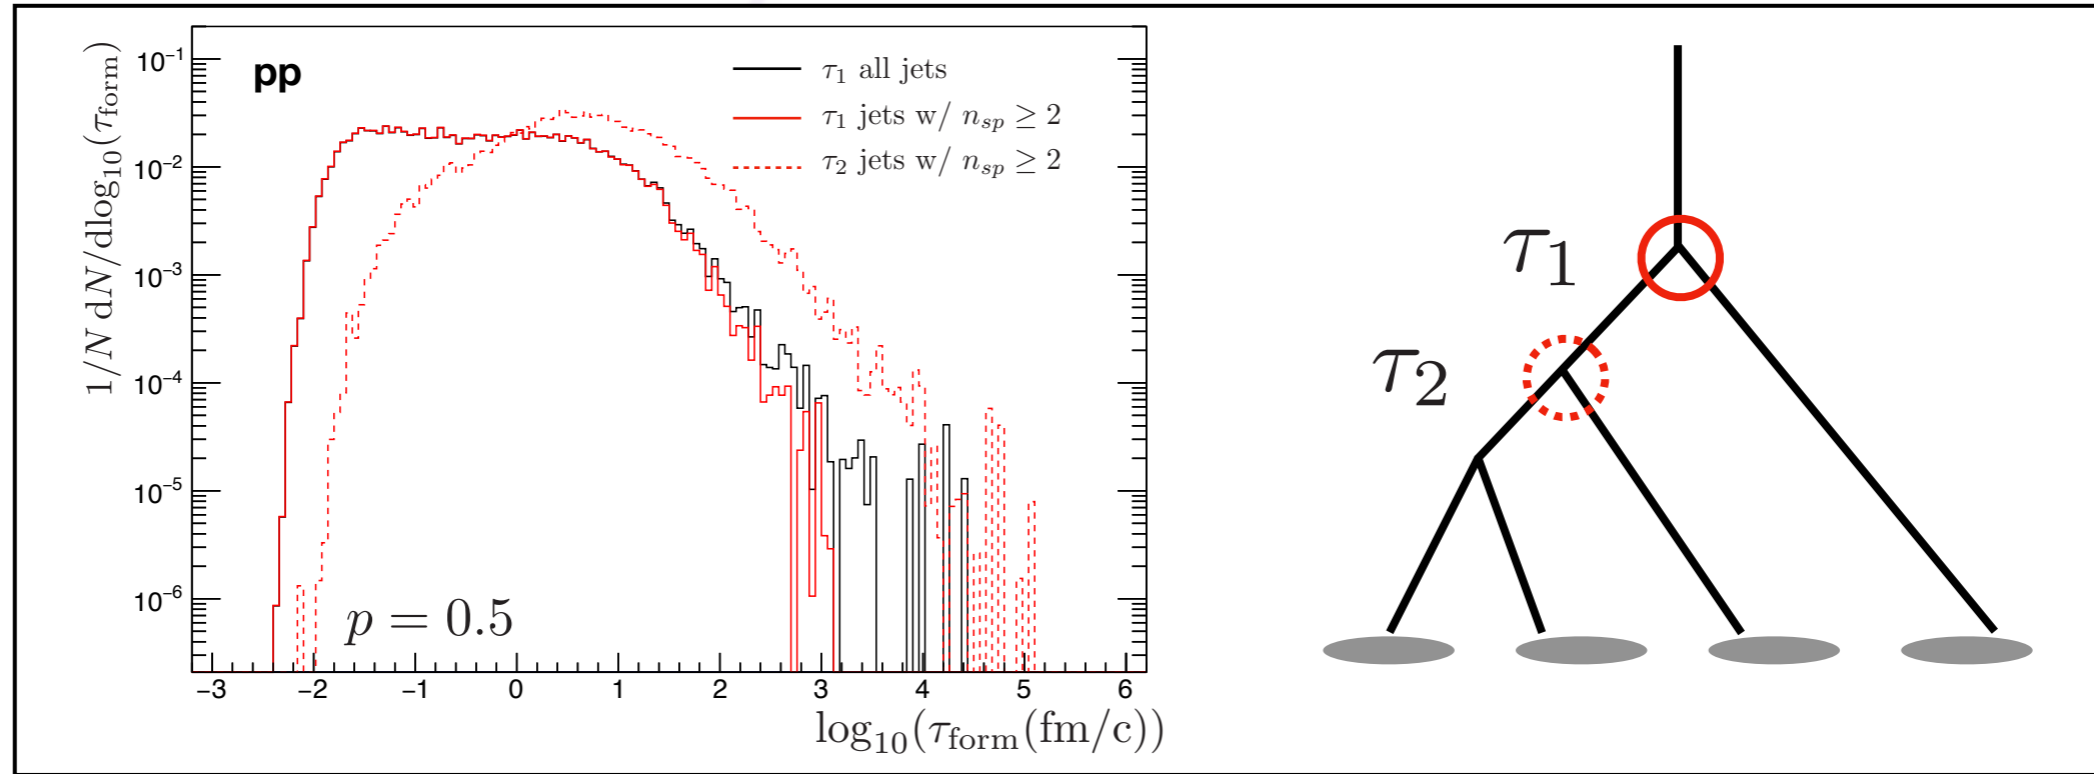 pp
τ₁ all jets
τ₁ jets w/ nₛₚ ≥ 2
τ₂ jets w/ nₛₚ ≥ 2
1/N dN/dlog₁₀(τ_form)
10⁻¹
10⁻²
10⁻³
10⁻⁴
10⁻⁵
10⁻⁶
p = 0.5
−3 −2 −1 0 1 2 3 4 5 6
log₁₀(τ_form(fm/c))
τ₁
τ₂